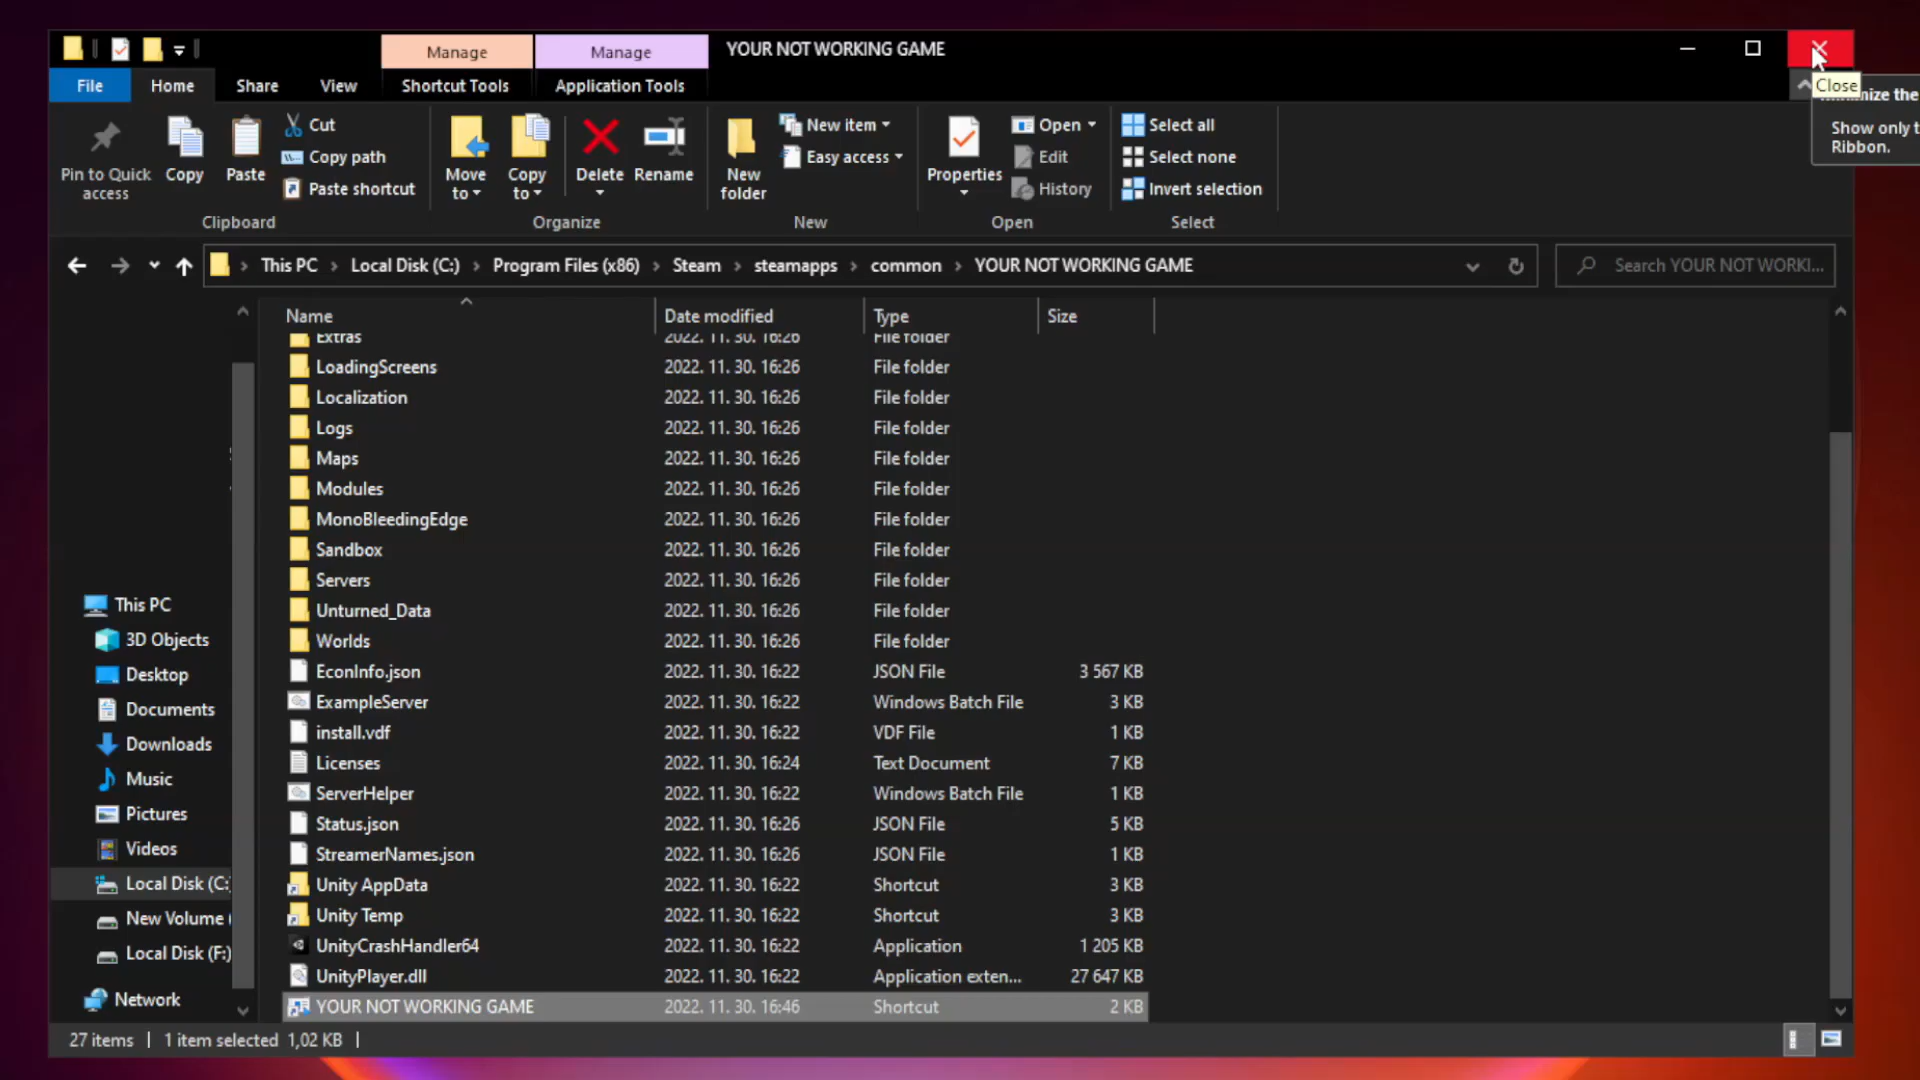 Manage
Manage
YOUR NOT WORKING GAME
File
Home
Share
View
Shortcut Tools
Application Tools
Close
the
Show only
Ribbon.
Pin to Quick
access
Copy
Paste
Cut
Copy path
Paste shortcut
Clipboard
Move
to
Copy
to
Delete
Rename
Organize
New
folder
New item
Easy access
New
Properties
Open
Edit
History
Open
Select all
Select none
Invert selection
Select
This PC
Local Disk (C:)
Program Files (x86)
Steam
steamapps
common
YOUR NOT WORKING GAME
Search YOUR NOT WORKI...
Name
Date modified
Type
Size
Extras 2022. 11. 30. 16:26 File folder
LoadingScreens 2022. 11. 30. 16:26 File folder
Localization 2022. 11. 30. 16:26 File folder
Logs 2022. 11. 30. 16:26 File folder
Maps 2022. 11. 30. 16:26 File folder
Modules 2022. 11. 30. 16:26 File folder
MonoBleedingEdge 2022. 11. 30. 16:26 File folder
Sandbox 2022. 11. 30. 16:26 File folder
Servers 2022. 11. 30. 16:26 File folder
Unturned_Data 2022. 11. 30. 16:26 File folder
Worlds 2022. 11. 30. 16:26 File folder
EconInfo.json 2022. 11. 30. 16:22 JSON File 3 567 KB
ExampleServer 2022. 11. 30. 16:22 Windows Batch File 3 KB
install.vdf 2022. 11. 30. 16:22 VDF File 1 KB
Licenses 2022. 11. 30. 16:24 Text Document 7 KB
ServerHelper 2022. 11. 30. 16:22 Windows Batch File 1 KB
Status.json 2022. 11. 30. 16:26 JSON File 5 KB
StreamerNames.json 2022. 11. 30. 16:26 JSON File 1 KB
Unity AppData 2022. 11. 30. 16:22 Shortcut 3 KB
Unity Temp 2022. 11. 30. 16:22 Shortcut 3 KB
UnityCrashHandler64 2022. 11. 30. 16:22 Application 1 205 KB
UnityPlayer.dll 2022. 11. 30. 16:22 Application exten... 27 647 KB
YOUR NOT WORKING GAME 2022. 11. 30. 16:46 Shortcut 2 KB
This PC
3D Objects
Desktop
Documents
Downloads
Music
Pictures
Videos
Local Disk (C:
New Volume (
Local Disk (F:)
Network
27 items
1 item selected 1,02 KB